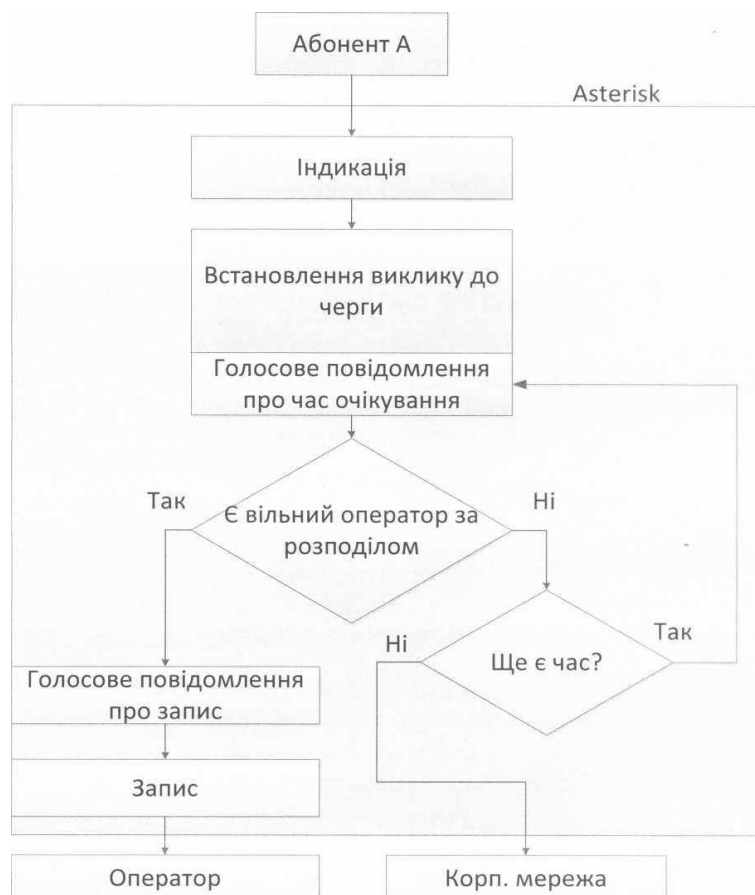 Абонент А
Asterisk
Індикація
Встановлення виклику до
черги
Голосове повідомлення
про час очікування
Так
Ні
Є вільний оператор за
розподілом
Ні
Ще є час?
Так
Голосове повідомлення
про запис
Запис
Оператор
Корп. мережа